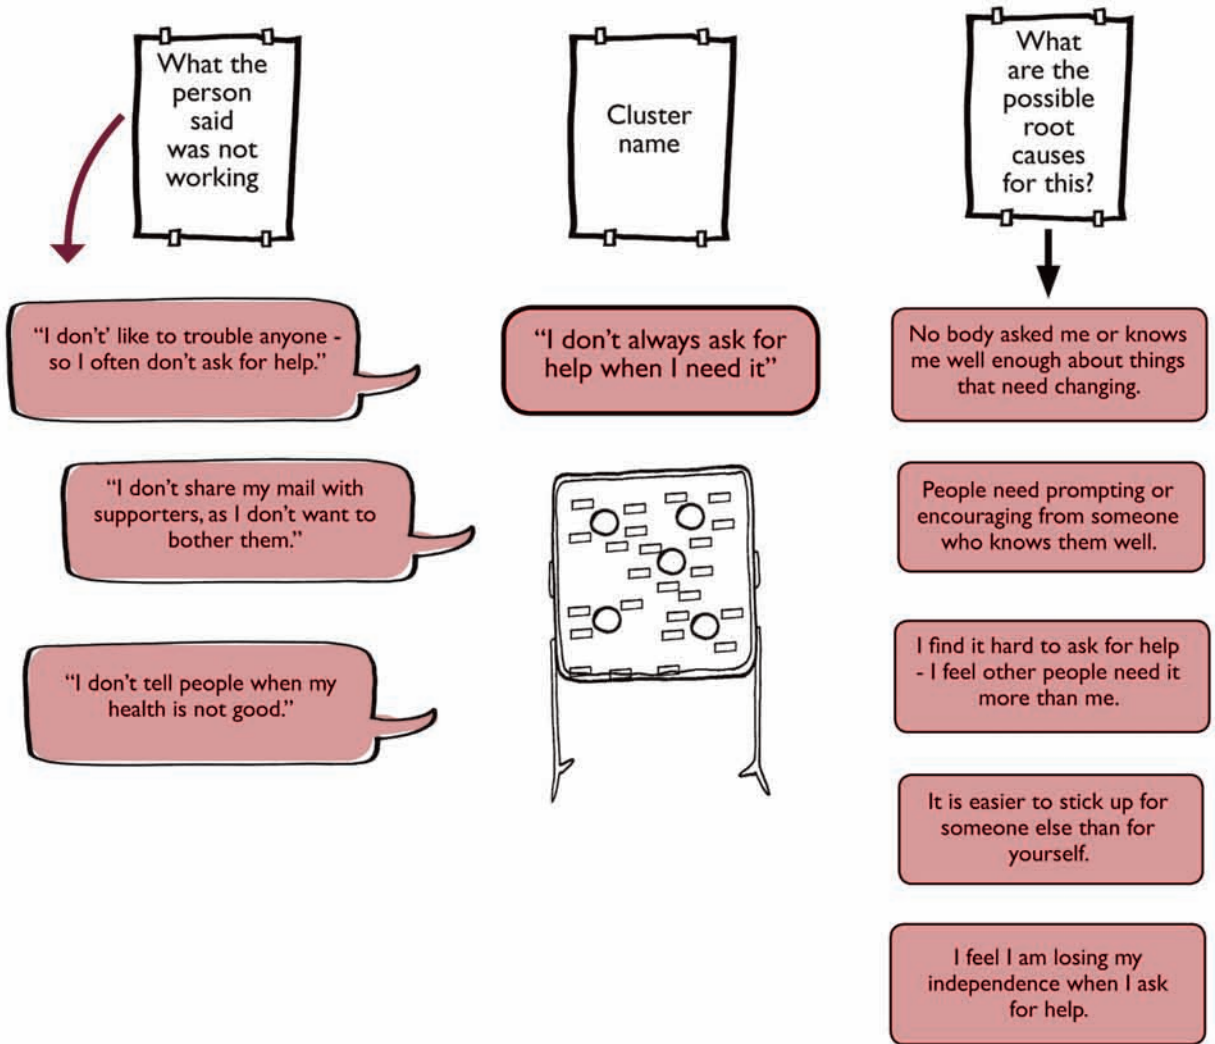 What the
person
said
was not
working
“I don't’ like to trouble anyone -
so I often don’t ask for help.”
“I don’t share my mail with
supporters, as I don’t want to
bother them.”
“I don’t tell people when my
health is not good.”
Cluster
name
“I don’t always ask for
help when I need it”
What
are the
possible
root
causes
for this?
No body asked me or knows
me well enough about things
that need changing.
People need prompting or
encouraging from someone
who knows them well.
I find it hard to ask for help
- I feel other people need it
more than me.
It is easier to stick up for
someone else than for
yourself.
I feel I am losing my
independence when I ask
for help.